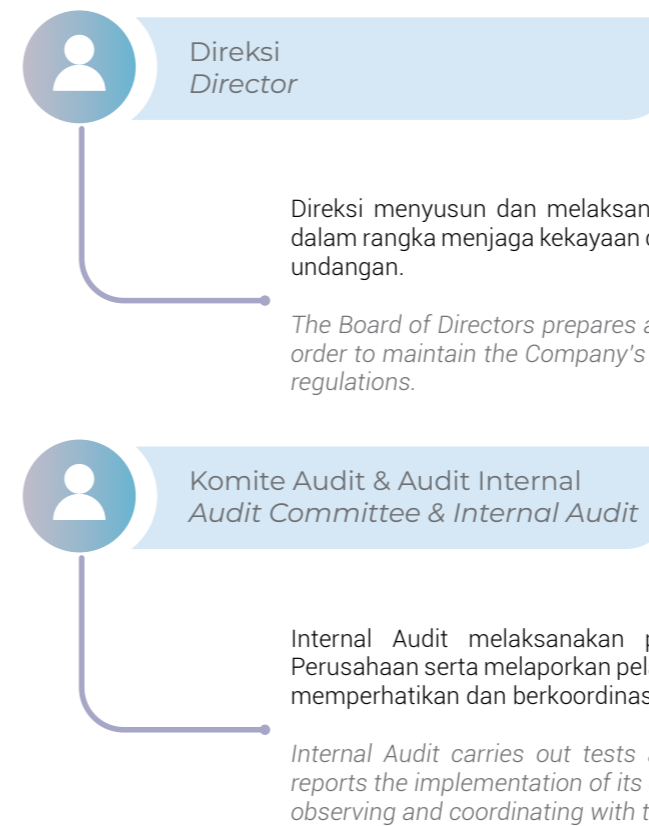 Direksi
Director
Direksi menyusun dan melaksan
dalam rangka menjaga kekayaan
undangan.
The Board of Directors prepares
order to maintain the Company's
regulations.
Komite Audit & Audit Internal
Audit Committee & Internal Audit
Internal Audit melaksanakan
Perusahaan serta melaporkan pela
memperhatikan dan berkoordinas
Internal Audit carries out tests
reports the implementation of its
observing and coordinating with t